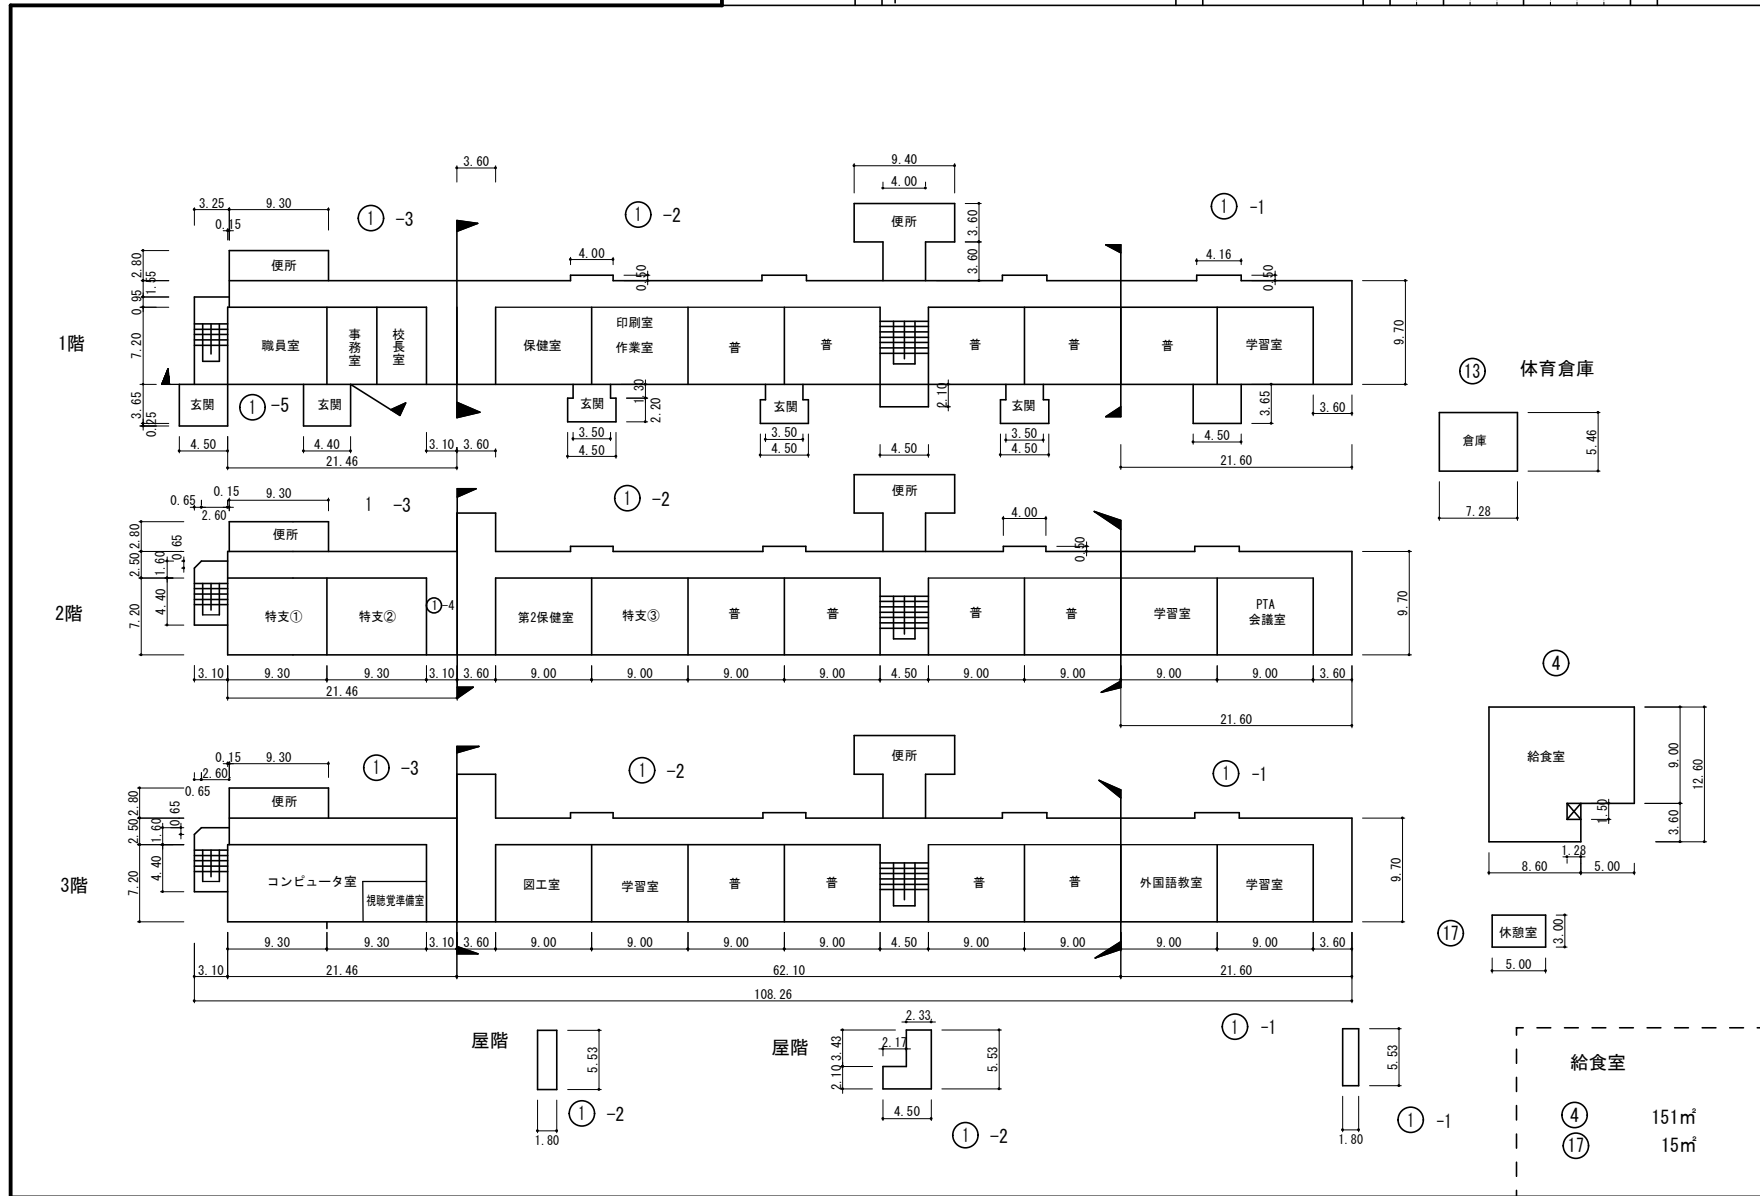 3.60
9.40
4.00
3.25 9.30 ①-3 ①-2 便所 3.60 ①-1
0.15
2.80 便所 4.00 0.50 3.60 4.16 0.50
1.55
0.95
1階 7.20 職員室 事務室 校長室 保健室 印刷室 作業室 普 普 普 普 普 学習室 9.70
⑬ 体育倉庫
3.65 玄関 ①-5 玄関 玄関 1.30 2.20 玄関 2.10 玄関 3.65 3.60
0.25
4.50 4.40 3.10 3.60 3.50 3.50 4.50 3.50 4.50
21.46 4.50 4.50 4.50 21.60
倉庫 5.46
7.28
0.65 0.15 9.30 1 -3 ①-2 便所
2.60 4.00
2.80 0.65 便所 0.50
2.50 1.60
2階 7.20 4.40 特支① 特支② ①-4 第2保健室 特支③ 普 普 普 普 学習室 PTA 会議室 9.70
3.10 9.30 9.30 3.10 3.60 9.00 9.00 9.00 9.00 4.50 9.00 9.00 9.00 9.00 3.60
21.46 21.60
④
給食室 9.00 12.60
1.50 3.60
1.28
8.60 5.00
0.15 9.30 ①-3 ①-2 便所 ①-1
2.60
0.65
2.80 0.65 便所
2.50 1.60
3階 7.20 4.40 コンピュータ室 視聴覚準備室 図工室 学習室 普 普 普 普 外国語教室 学習室 9.70
9.30 9.30 3.10 3.60 9.00 9.00 9.00 9.00 4.50 9.00 9.00 9.00 9.00 3.60
3.10 21.46 62.10 21.60
108.26
⑰ 休憩室 3.00
5.00
屋階 5.53
①-2
1.80
屋階 2.33
3.43 2.17 5.53
2.10
4.50
①-2
①-1 5.53
①-1
1.80
給食室
④ 151㎡
⑰ 15㎡